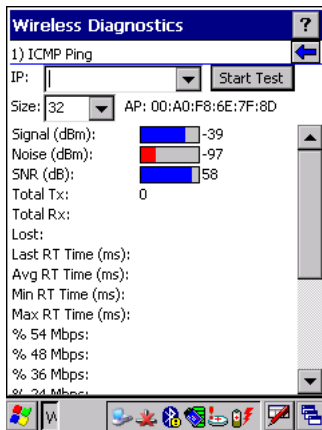 Wireless Diagnostics ?
1) ICMP Ping
IP: Start Test
Size: 32 AP: 00:A0:F8:6E:7F:8D
Signal (dBm): -39
Noise (dBm): -97
SNR (dB): 58
Total Tx: 0
Total Rx:
Lost:
Last RT Time (ms):
Avg RT Time (ms):
Min RT Time (ms):
Max RT Time (ms):
% 54 Mbps:
% 48 Mbps:
% 36 Mbps:
% 24 Mbps: